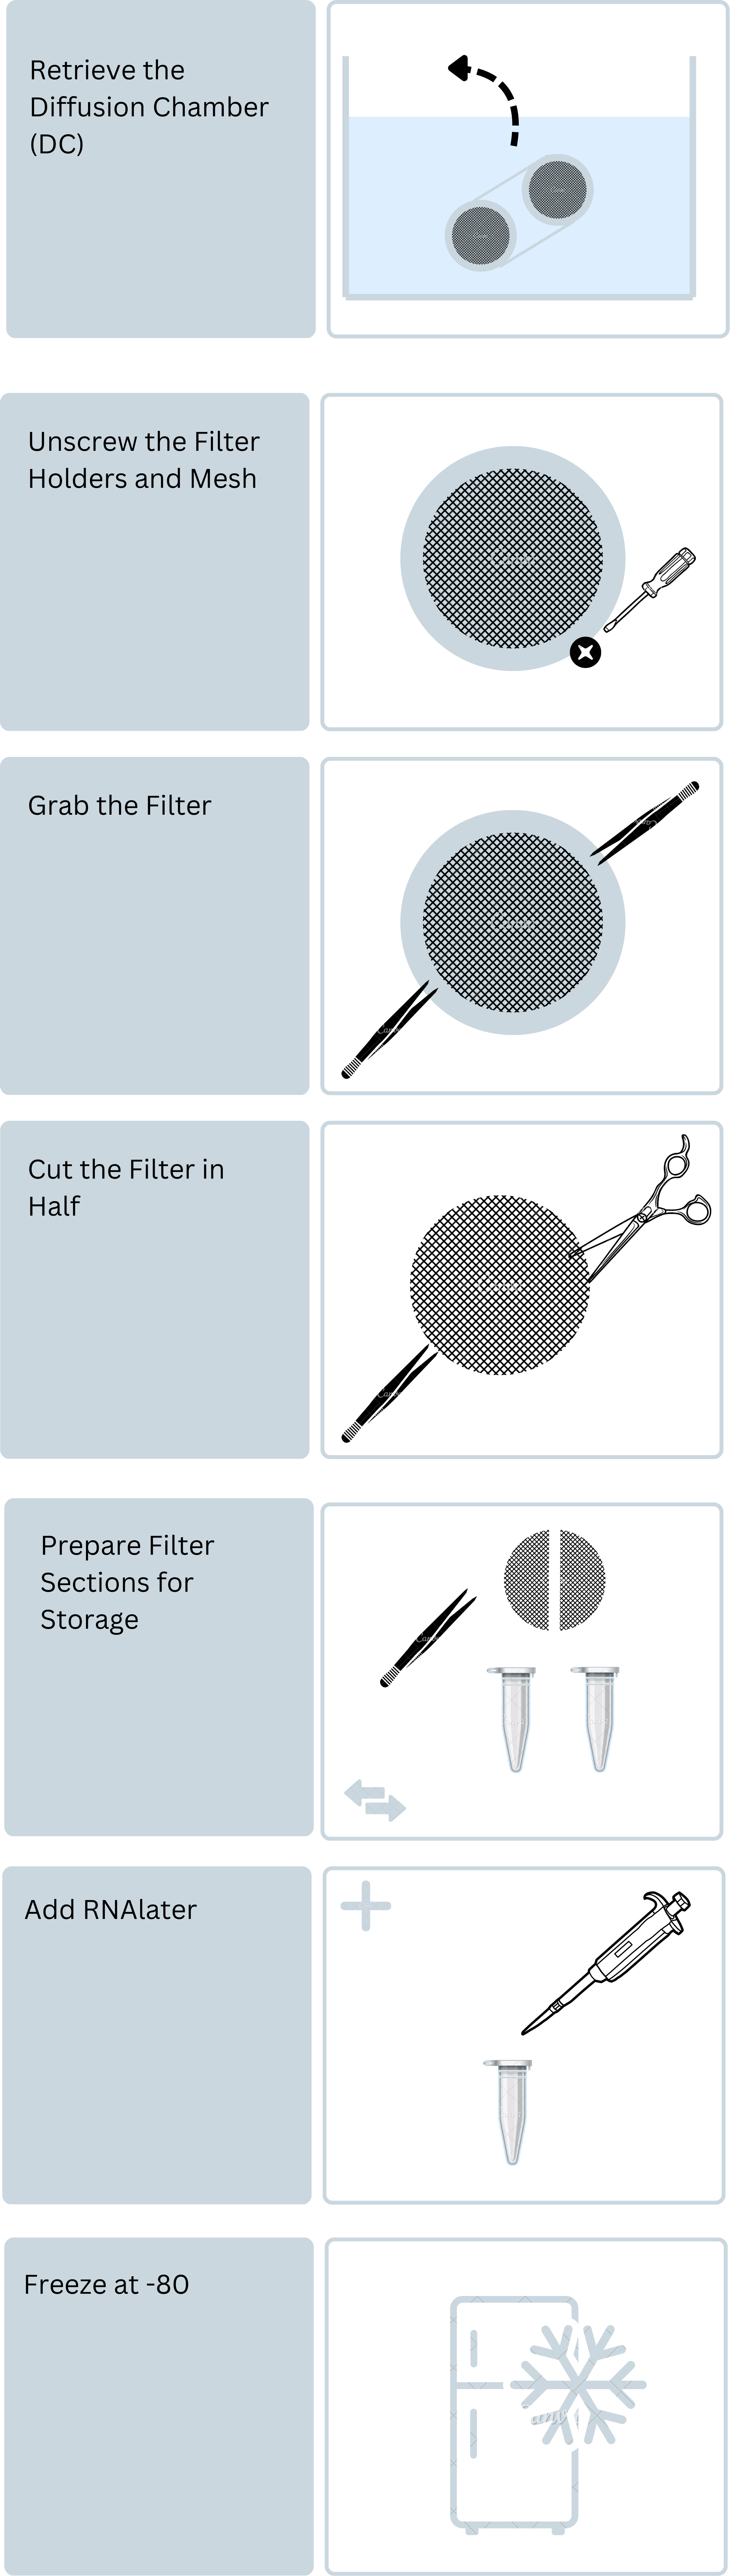 Retrieve the
Diffusion Chamber
(DC)
Unscrew the Filter
Holders and Mesh
Grab the Filter
Cut the Filter in
Half
Prepare Filter
Sections for
Storage
Add RNAlater
Freeze at -80